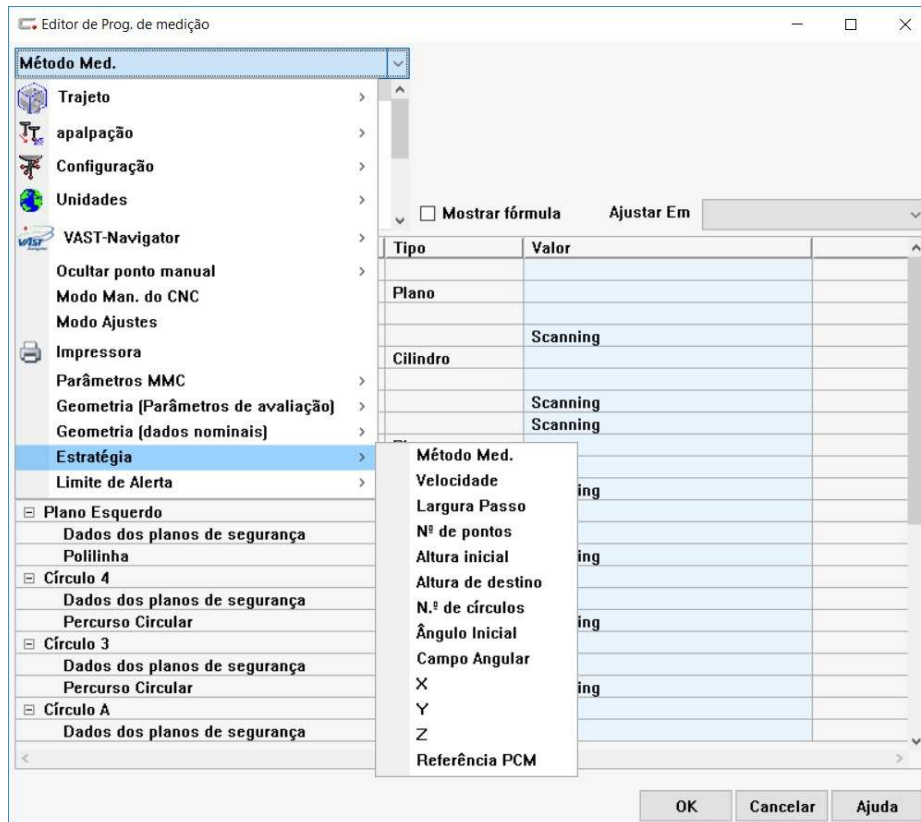 Editor de Prog. de medição
Método Med.
Trajeto
apalpação
Configuração
Unidades
VAST-Navigator
Ocultar ponto manual
Modo Man. do CNC
Modo Ajustes
Impressora
Parâmetros MMC
Geometria (Parâmetros de avaliação)
Geometria (dados nominais)
Estratégia
Limite de Alerta
Mostrar fórmula Ajustar Em
Tipo Valor
Plano
Scanning
Cilindro
Scanning
Scanning
ing
ing
ing
ing
Método Med.
Velocidade
Largura Passo
Nº de pontos
Altura inicial
Altura de destino
N.º de círculos
Ângulo Inicial
Campo Angular
X
Y
Z
Referência PCM
Plano Esquerdo
Dados dos planos de segurança
Polilinha
Círculo 4
Dados dos planos de segurança
Percurso Circular
Círculo 3
Dados dos planos de segurança
Percurso Circular
Círculo A
Dados dos planos de segurança
OK Cancelar Ajuda